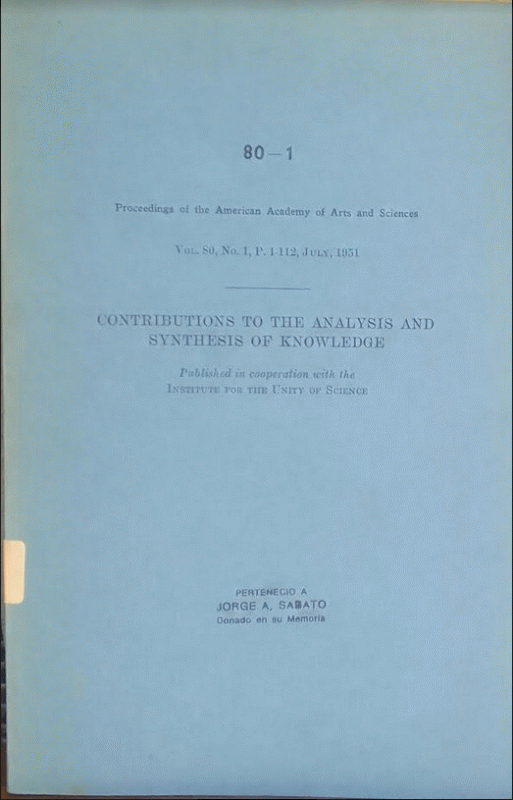 80-1
Proceedings of the American Academy of Arts and Sciences
Vol. 80, No. 1, P. 1-112, July, 1951
CONTRIBUTIONS TO THE ANALYSIS AND
SYNTHESIS OF KNOWLEDGE
Published in cooperation with the
Institute for the Unity of Science
PERTENECIO A
JORGE A. SABATO
Donado en su Memoria